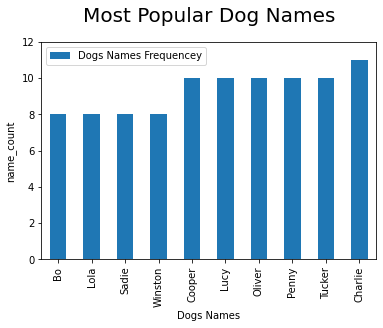 Most Popular Dog Names
Dogs Names Frequencey
name_count
12
10
8
6
4
2
0
Bo
Lola
Sadie
Winston
Cooper
Lucy
Oliver
Penny
Tucker
Charlie
Dogs Names